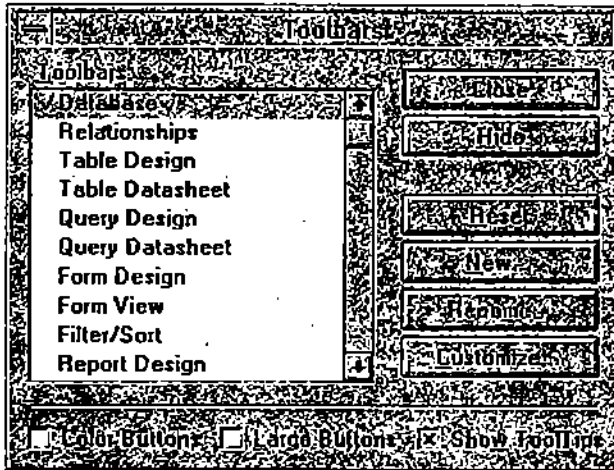 Toolbars
Toolbars:
Database
Relationships
Table Design
Table Datasheet
Query Design
Query Datasheet
Form Design
Form View
Filter/Sort
Report Design
Close
Hide
Reset...
New...
Rename...
Customize...
Color Buttons
Large Buttons
Show ToolTips